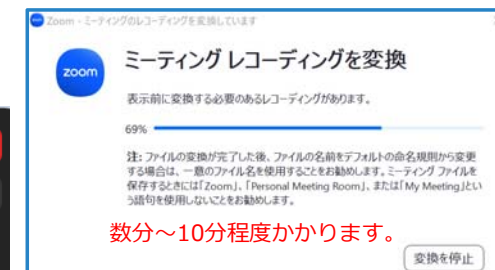 Zoom - ミーティングのレコーディングを変換しています
zoom
ミーティング レコーディングを変換
表示前に変換する必要のあるレコーディングがあります。
69%
注: ファイルの変換が完了した後、ファイルの名前をデフォルトの命名規則から変更
する場合は、一意のファイル名を使用することをお勧めします。ミーティング ファイルを
保存するときには「Zoom」、「Personal Meeting Room」、または「My Meeting」とい
う語句を使用しないことをお勧めします。
数分～10分程度かかります。
変換を停止